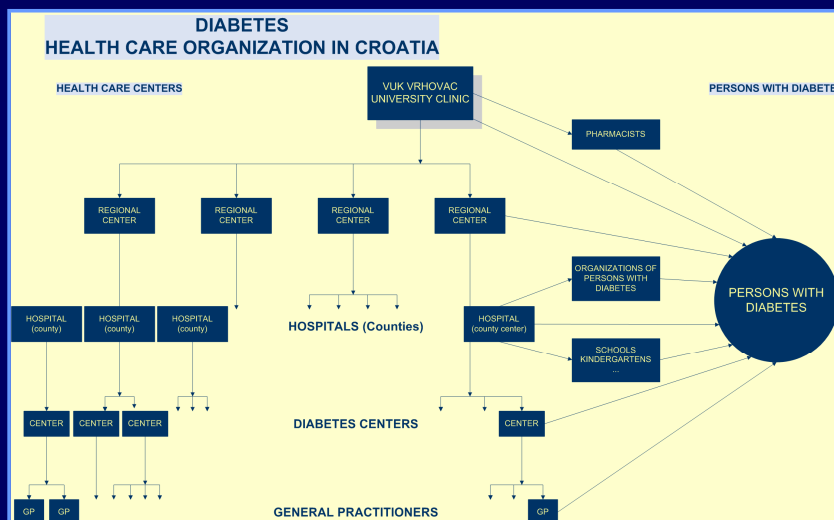 DIABETES
HEALTH CARE ORGANIZATION IN CROATIA
HEALTH CARE CENTERS
VUK VRHOVAC
UNIVERSITY CLINIC
PERSONS WITH DIABETE
PHARMACISTS
REGIONAL
CENTER
REGIONAL
CENTER
REGIONAL
CENTER
REGIONAL
CENTER
ORGANIZATIONS OF
PERSONS WITH
DIABETES
PERSONS WITH
DIABETES
HOSPITAL
(county)
HOSPITAL
(county)
HOSPITAL
(county)
HOSPITALS (Counties)
HOSPITAL
(county center)
SCHOOLS
KINDERGARTENS
...
CENTER
CENTER
CENTER
DIABETES CENTERS
CENTER
GP
GP
GENERAL PRACTITIONERS
GP